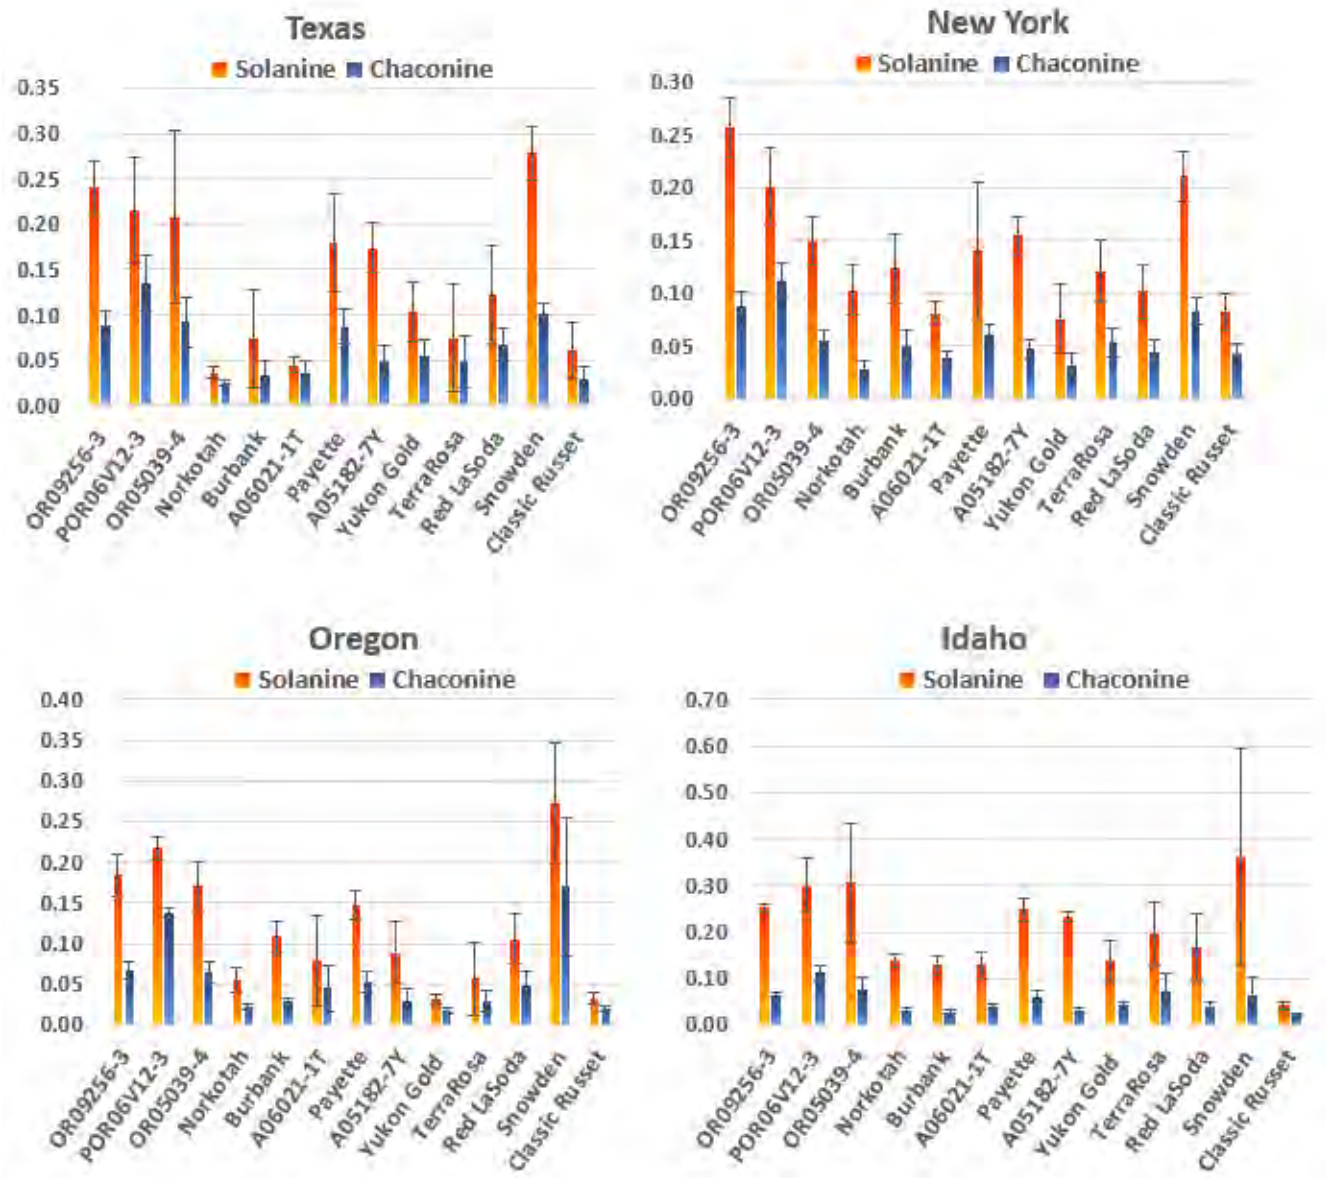 Texas
Solanine Chaconine
0.35
0.30
0.25
0.20
0.15
0.10
0.05
0.00
OR09256-3
POR06V12-3
OR05039-4
Norkotah
Burbank
A06021-1T
Payette
A05182-7Y
Yukon Gold
TerraRosa
Red LaSoda
Snowden
Classic Russet
New York
Solanine Chaconine
0.30
0.25
0.20
0.15
0.10
0.05
0.00
OR09256-3
POR06V12-3
OR05039-4
Norkotah
Burbank
A06021-1T
Payette
A05182-7Y
Yukon Gold
TerraRosa
Red LaSoda
Snowden
Classic Russet
Oregon
Solanine Chaconine
0.40
0.35
0.30
0.25
0.20
0.15
0.10
0.05
0.00
OR09256-3
POR06V12-3
OR05039-4
Norkotah
Burbank
A06021-1T
Payette
A05182-7Y
Yukon Gold
TerraRosa
Red LaSoda
Snowden
Classic Russet
Idaho
Solanine Chaconine
0.70
0.60
0.50
0.40
0.30
0.20
0.10
0.00
OR09256-3
POR06V12-3
OR05039-4
Norkotah
Burbank
A06021-1T
Payette
A05182-7Y
Yukon Gold
TerraRosa
Red LaSoda
Snowden
Classic Russet